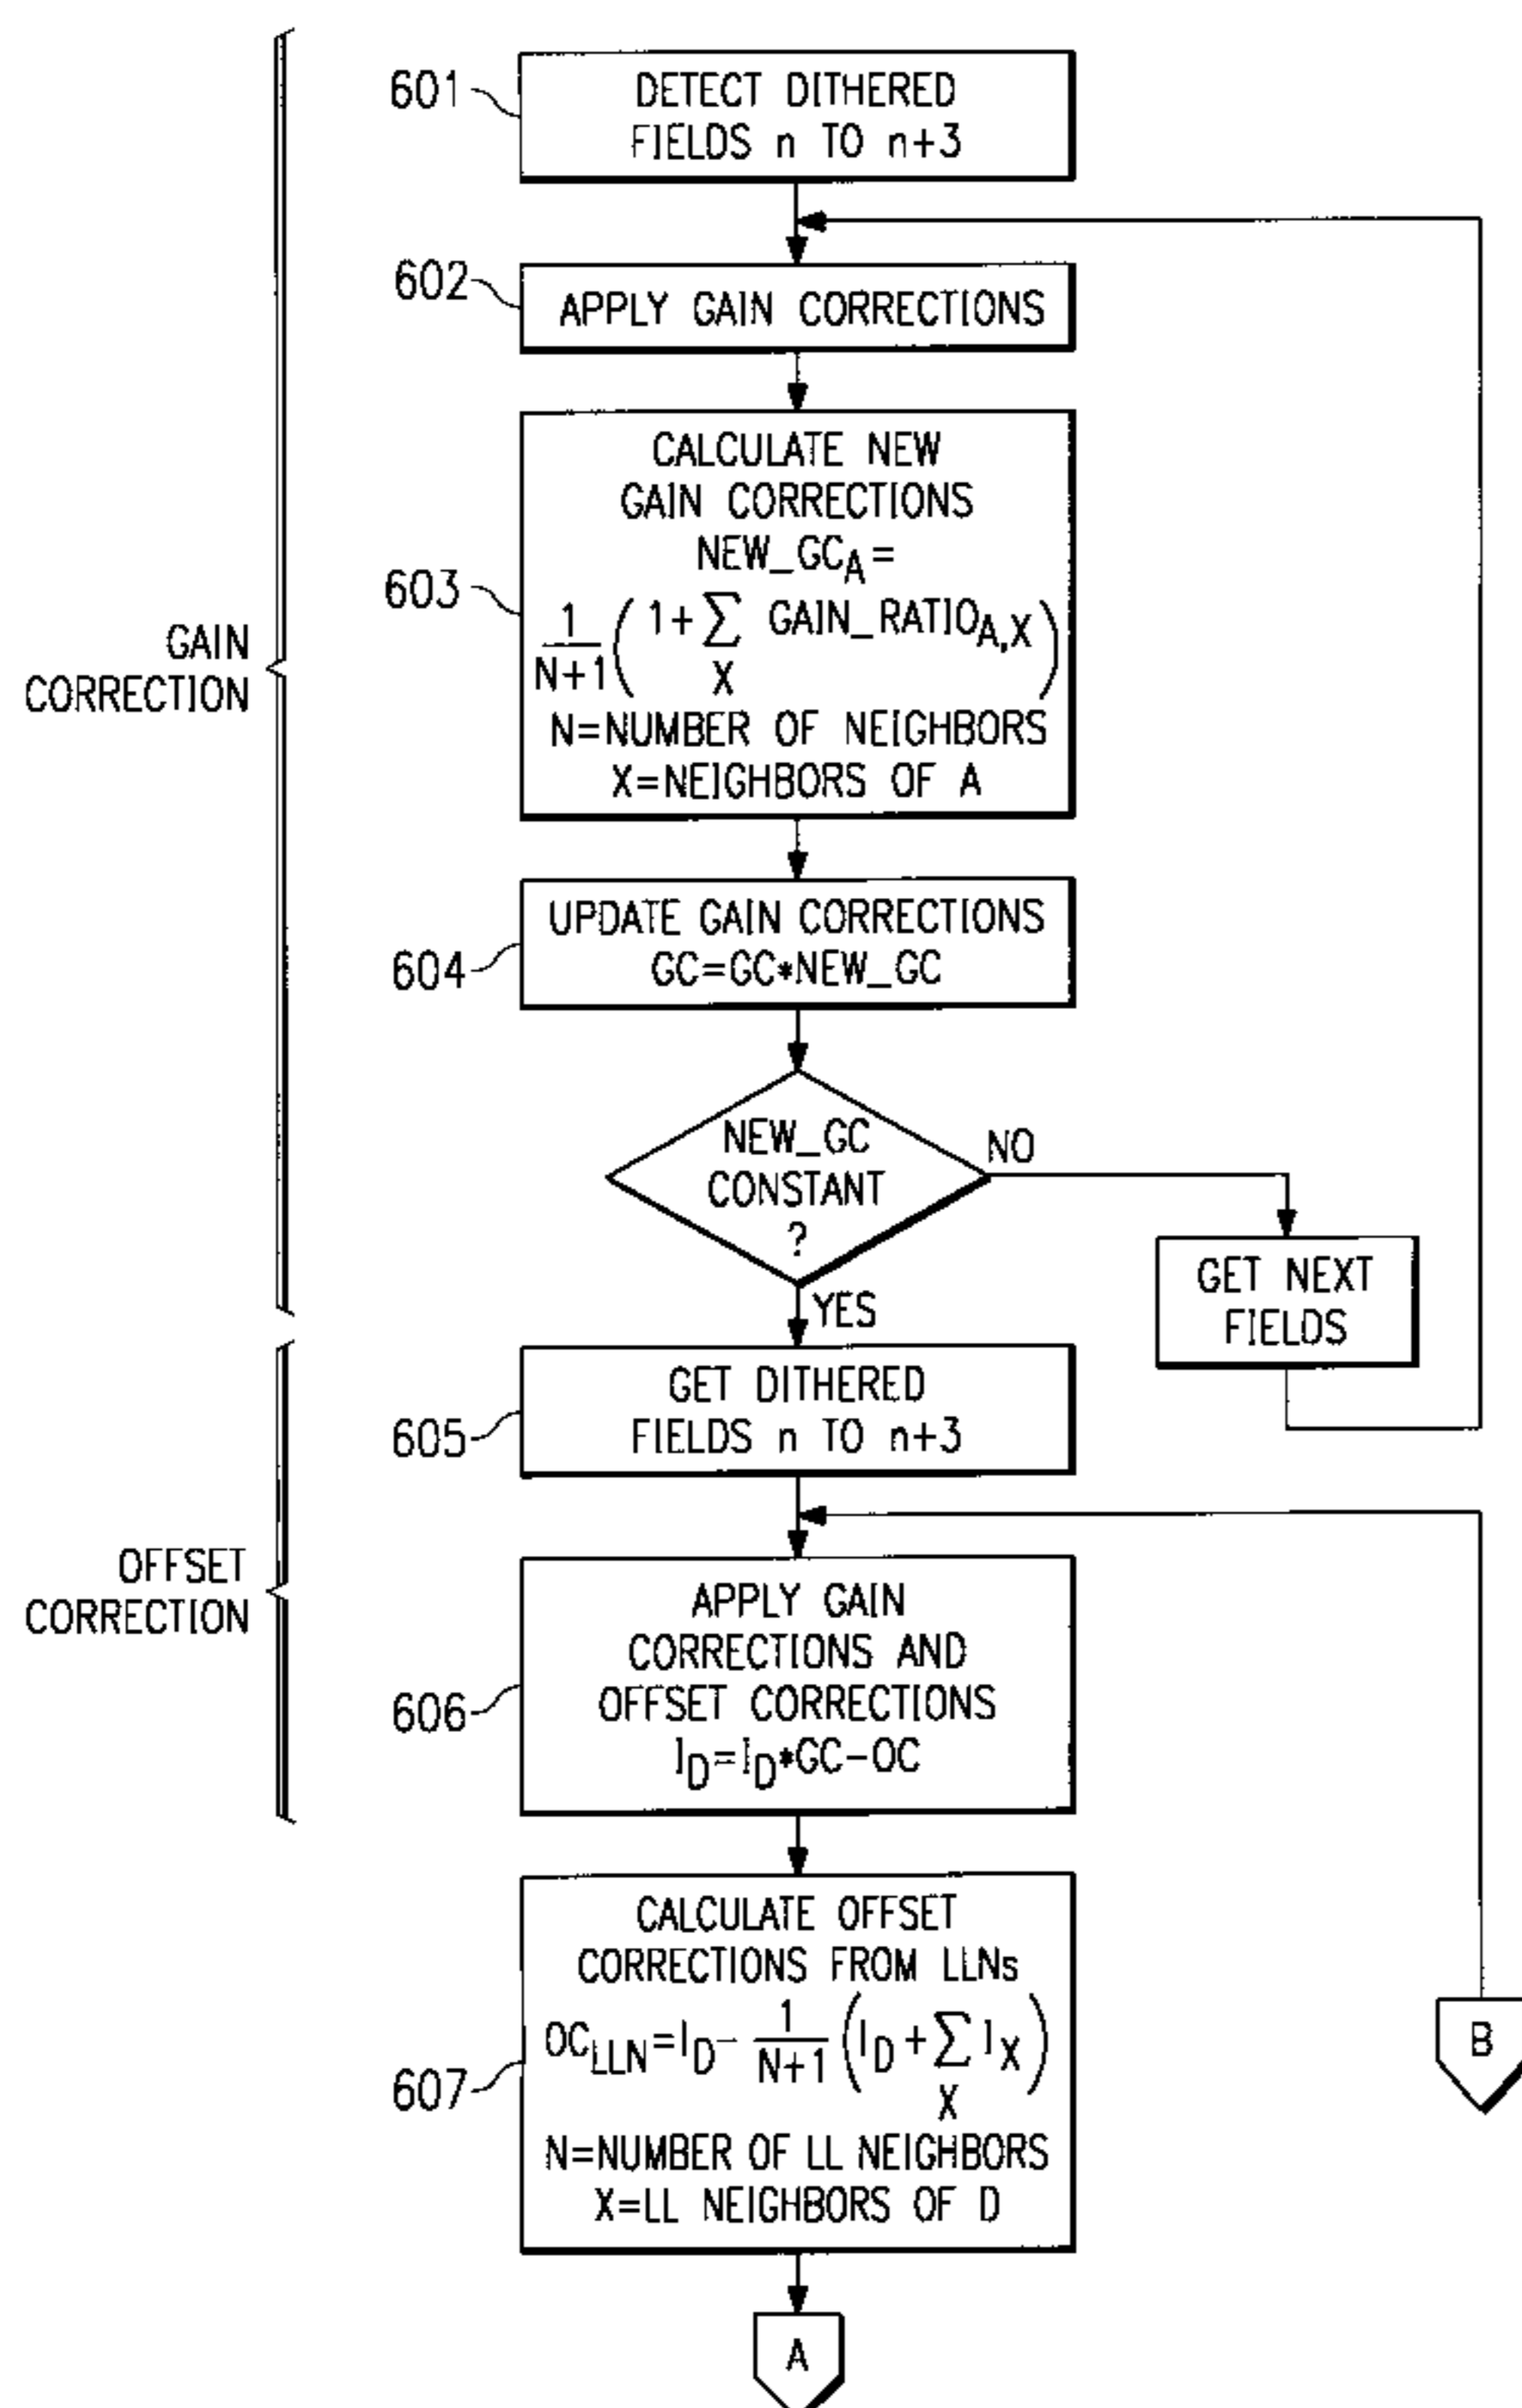 601
DETECT DITHERED
FIELDS n TO n+3
602
APPLY GAIN CORRECTIONS
603
CALCULATE NEW
GAIN CORRECTIONS
NEW_GC_A=
1/(N+1) (1+∑_X GAIN_RATIO_A,X)
N=NUMBER OF NEIGHBORS
X=NEIGHBORS OF A
GAIN
CORRECTION
604
UPDATE GAIN CORRECTIONS
GC=GC*NEW_GC
NEW_GC
CONSTANT
?
NO
YES
GET NEXT
FIELDS
605
GET DITHERED
FIELDS n TO n+3
OFFSET
CORRECTION
606
APPLY GAIN
CORRECTIONS AND
OFFSET CORRECTIONS
I_D=I_D*GC-OC
607
CALCULATE OFFSET
CORRECTIONS FROM LLNs
OC_LLN=I_D- 1/(N+1) (I_D+∑_X I_X)
N=NUMBER OF LL NEIGHBORS
X=LL NEIGHBORS OF D
B
A